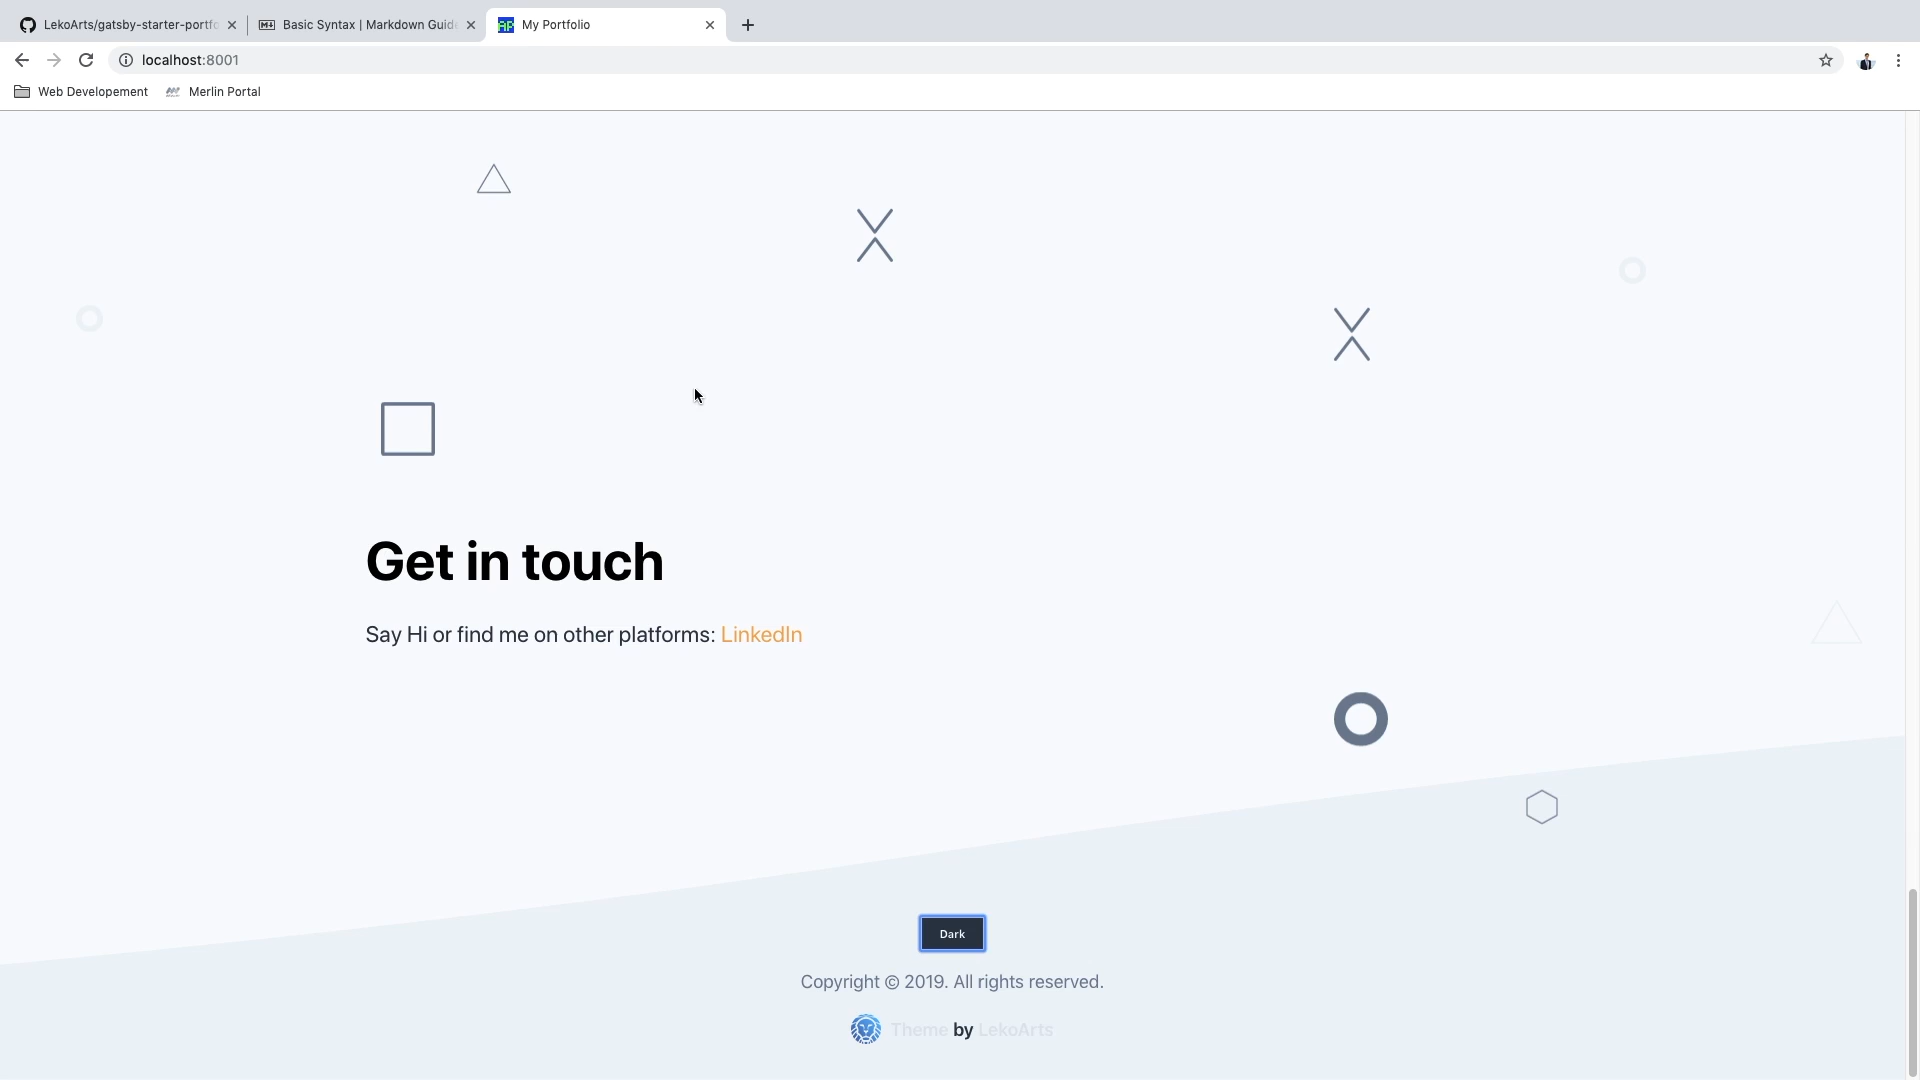 LekoArts/gatsby-starter-portfo
Basic Syntax | Markdown Guide
My Portfolio
localhost:8001
Web Developement
Merlin Portal
Get in touch
Say Hi or find me on other platforms: LinkedIn
Dark
Copyright © 2019. All rights reserved.
Theme by LekoArts